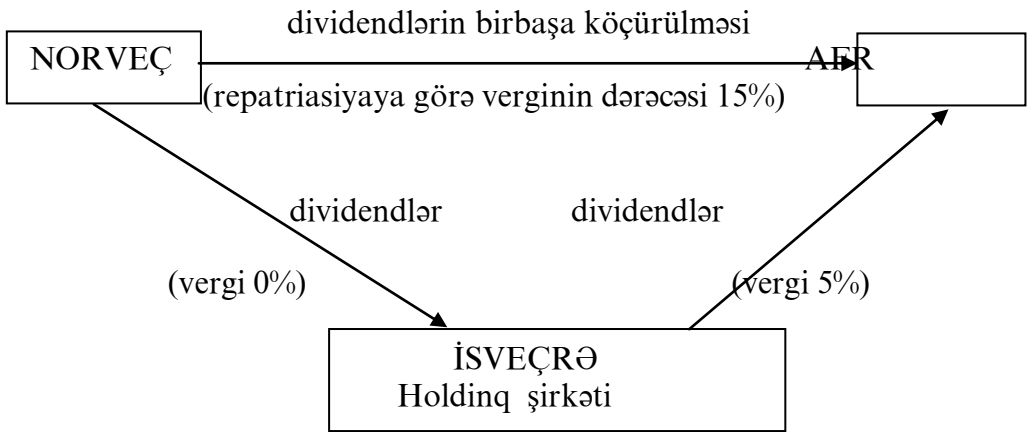 dividendlərin birbaşa köçürülməsi
NORVEÇ
AFR
(repatriasiyaya görə verginin dərəcəsi 15%)
dividendlər
dividendlər
(vergi 0%)
(vergi 5%)
İSVEÇRƏ
Holdinq şirkəti